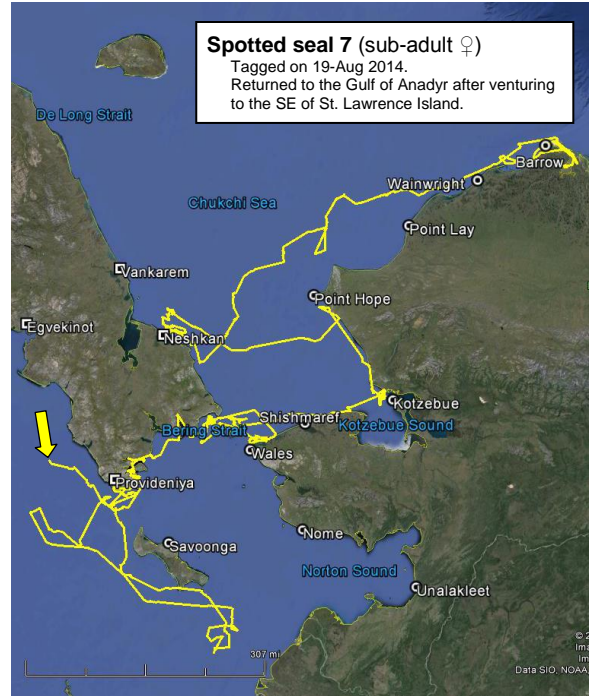 Spotted seal 7 (sub-adult ♀)
Tagged on 19-Aug 2014.
Returned to the Gulf of Anadyr after venturing
to the SE of St. Lawrence Island.
De Long Strait
Barrow
Wainwright
Chukchi Sea
Point Lay
Vankarem
Point Hope
Egvekinot
Neshkan
Kotzebue
Shishmaref
Kotzebue Sound
Bering Strait
Wales
Provideniya
Nome
Savoonga
Norton Sound
Unalakleet
307 mi
Data SIO, NOAA